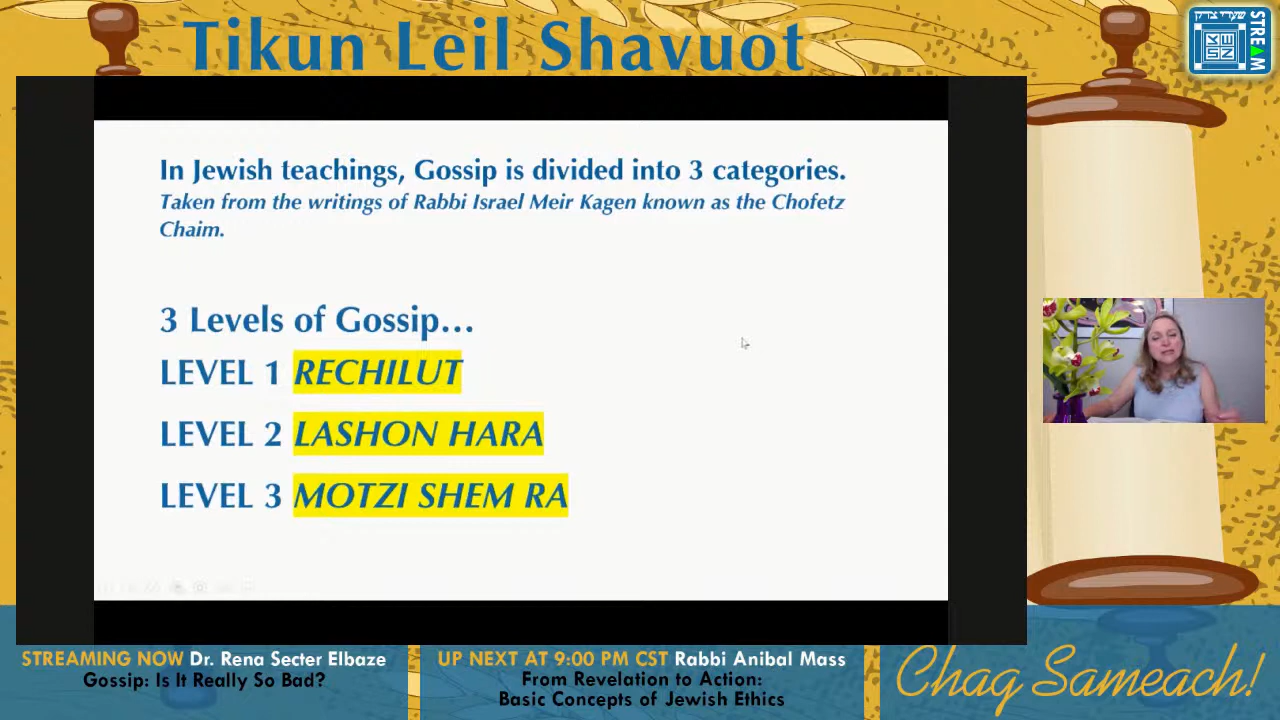 Tikun Leil Shavuot
שערי צדק
STREAM
In Jewish teachings, Gossip is divided into 3 categories.
Taken from the writings of Rabbi Israel Meir Kagen known as the Chofetz
Chaim.
3 Levels of Gossip...
LEVEL 1 RECHILUT
LEVEL 2 LASHON HARA
LEVEL 3 MOTZI SHEM RA
STREAMING NOW Dr. Rena Secter Elbaze
Gossip: Is It Really So Bad?
UP NEXT AT 9:00 PM CST Rabbi Anibal Mass
From Revelation to Action:
Basic Concepts of Jewish Ethics
Chag Sameach!